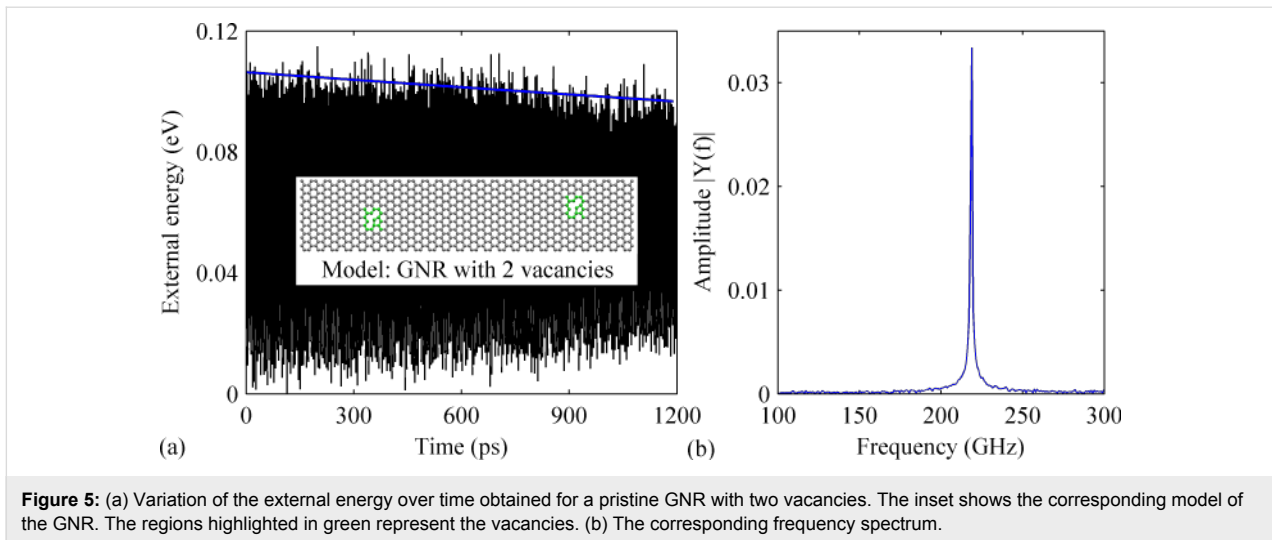 0.12
0.08
0.04
0
External energy (eV)
Model: GNR with 2 vacancies
0 300 600 900 1200
(a) Time (ps)
0.03
0.02
0.01
0
Amplitude |Y(f)|
100 150 200 250 300
(b) Frequency (GHz)
Figure 5: (a) Variation of the external energy over time obtained for a pristine GNR with two vacancies. The inset shows the corresponding model of
the GNR. The regions highlighted in green represent the vacancies. (b) The corresponding frequency spectrum.